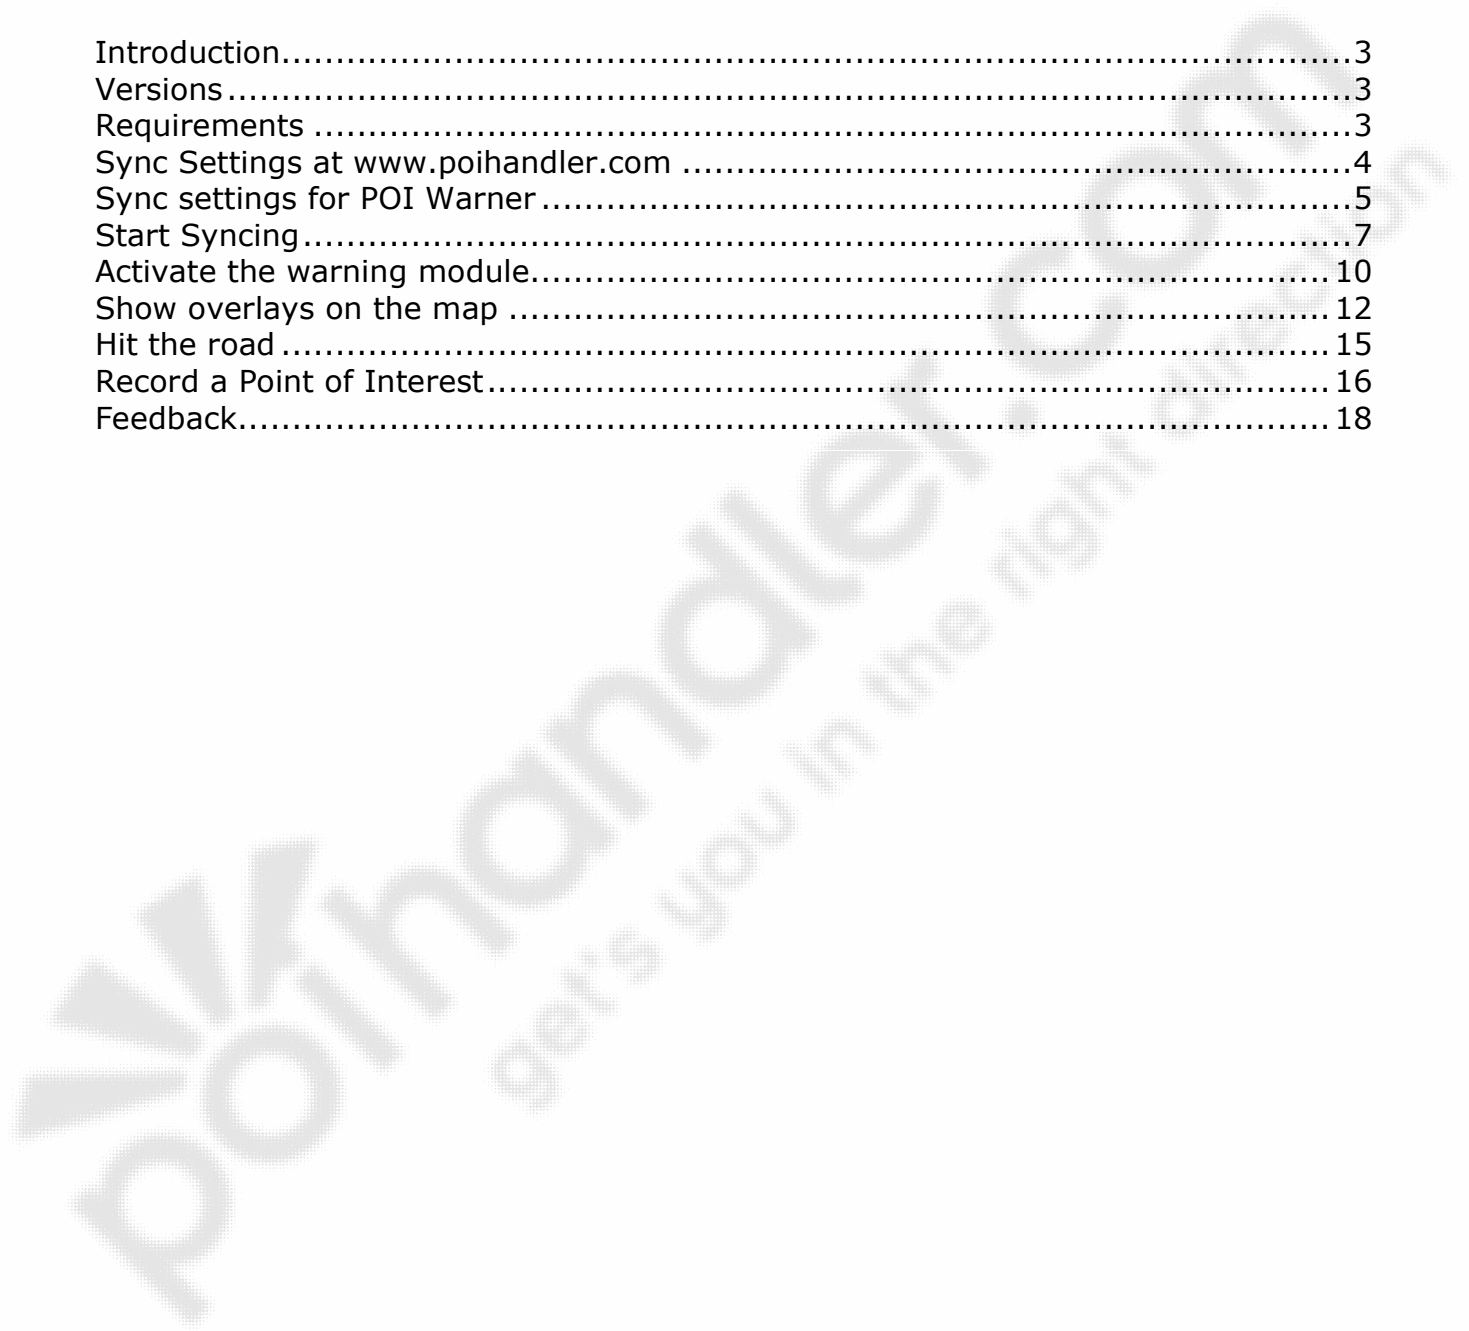 Introduction........................................................................................................3
Versions.............................................................................................................3
Requirements ....................................................................................................3
Sync Settings at www.poihandler.com ..............................................................4
Sync settings for POI Warner............................................................................5
Start Syncing.....................................................................................................7
Activate the warning module...........................................................................10
Show overlays on the map ..............................................................................12
Hit the road .....................................................................................................15
Record a Point of Interest................................................................................16
Feedback.........................................................................................................18
poihandler.com
get's you in the right direction